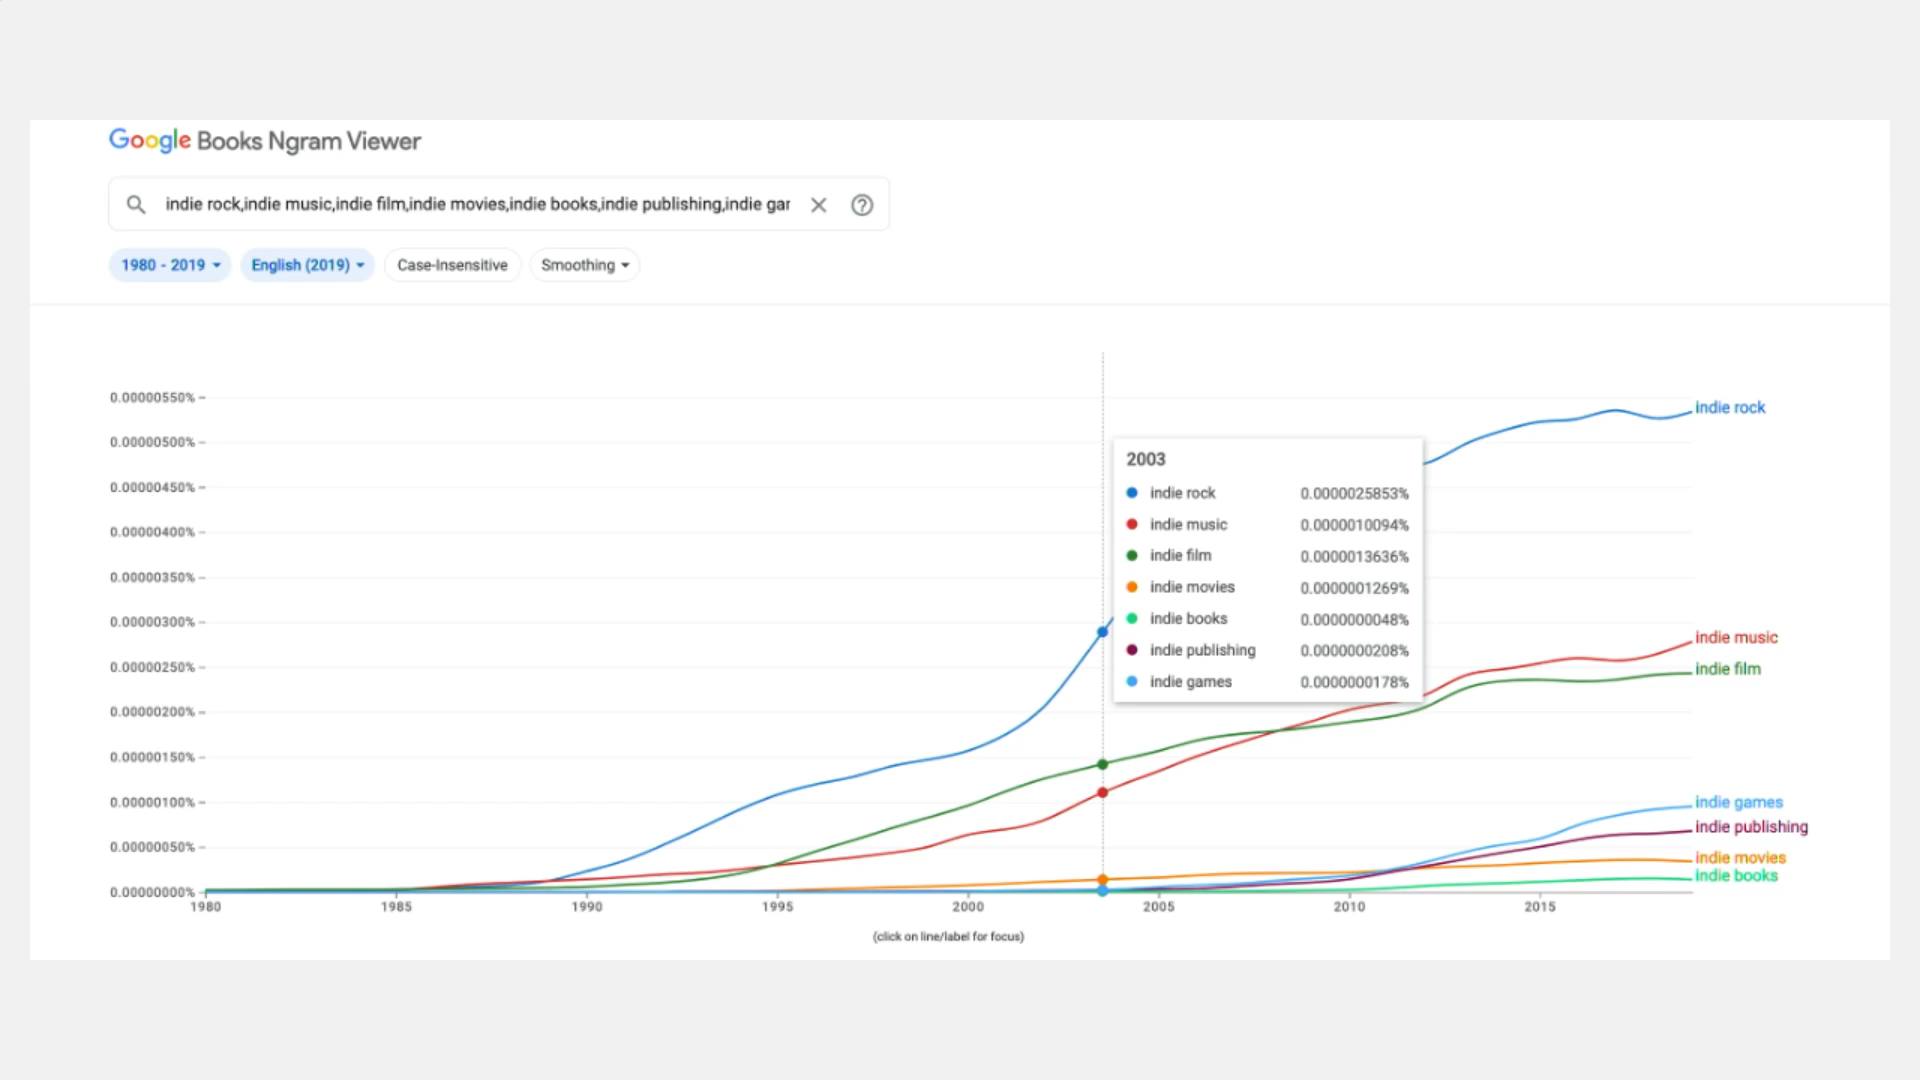 Google Books Ngram Viewer
indie rock,indie music,indie film,indie movies,indie books,indie publishing,indie gar
1980 - 2019 English (2019) Case-Insensitive Smoothing
0.00000550%
0.00000500%
0.00000450%
0.00000400%
0.00000350%
0.00000300%
0.00000250%
0.00000200%
0.00000150%
0.00000100%
0.00000050%
0.00000000%
2003
indie rock 0.0000025853%
indie music 0.0000010094%
indie film 0.0000013636%
indie movies 0.0000001269%
indie books 0.0000000048%
indie publishing 0.0000000208%
indie games 0.0000000178%
indie rock
indie music
indie film
indie games
indie publishing
indie movies
indie books
1980 1985 1990 1995 2000 2005 2010 2015
(click on line/label for focus)